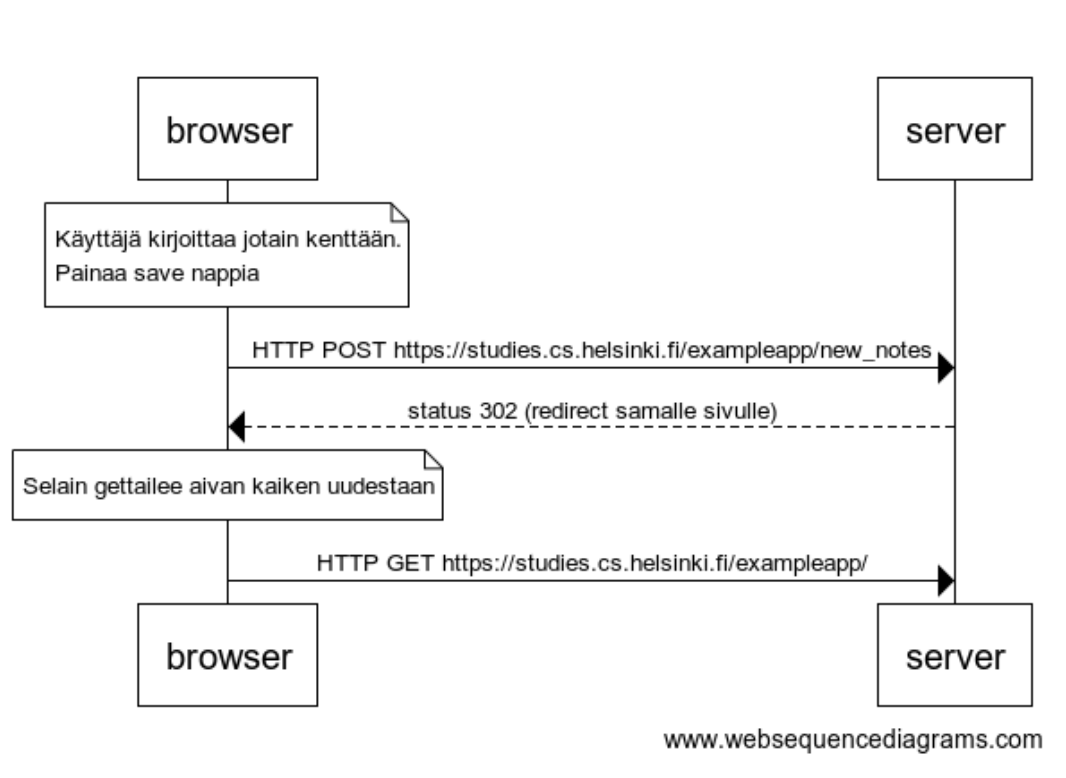 browser
server
Käyttäjä kirjoittaa jotain kenttään.
Painaa save nappia
HTTP POST https://studies.cs.helsinki.fi/exampleapp/new_notes
status 302 (redirect samalle sivulle)
Selain gettailee aivan kaiken uudestaan
HTTP GET https://studies.cs.helsinki.fi/exampleapp/
browser
server
www.websequencediagrams.com